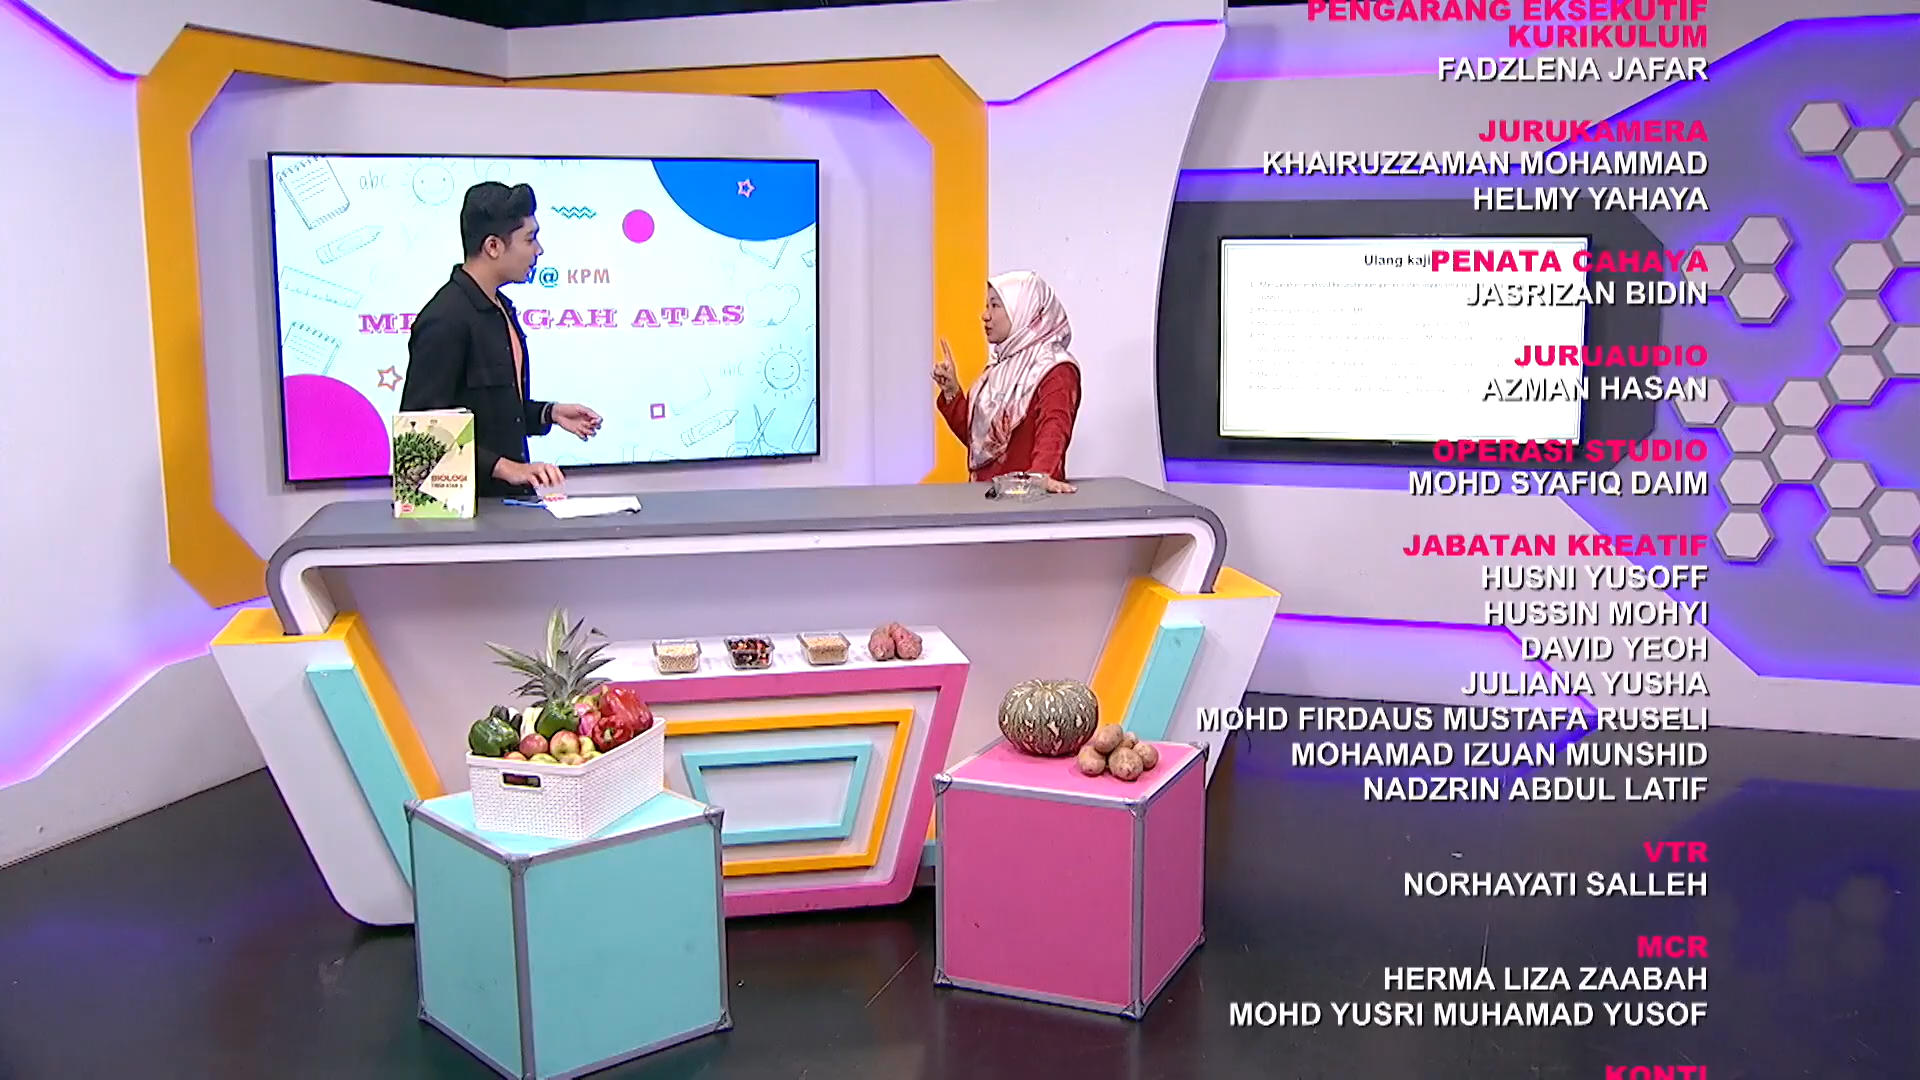 abc
@ KPM
GAH ATAS
abc
BIOLOGI
Ulang kaji
PENGARANG EKSEKUTIF
KURIKULUM
FADZLENA JAFAR
JURUKAMERA
KHAIRUZZAMAN MOHAMMAD
HELMY YAHAYA
PENATA CAHAYA
JASRIZAN BIDIN
JURUAUDIO
AZMAN HASAN
OPERASI STUDIO
MOHD SYAFIQ DAIM
JABATAN KREATIF
HUSNI YUSOFF
HUSSIN MOHYI
DAVID YEOH
JULIANA YUSHA
MOHD FIRDAUS MUSTAFA RUSELI
MOHAMAD IZUAN MUNSHID
NADZRIN ABDUL LATIF
VTR
NORHAYATI SALLEH
MCR
HERMA LIZA ZAABAH
MOHD YUSRI MUHAMAD YUSOF
KONTI